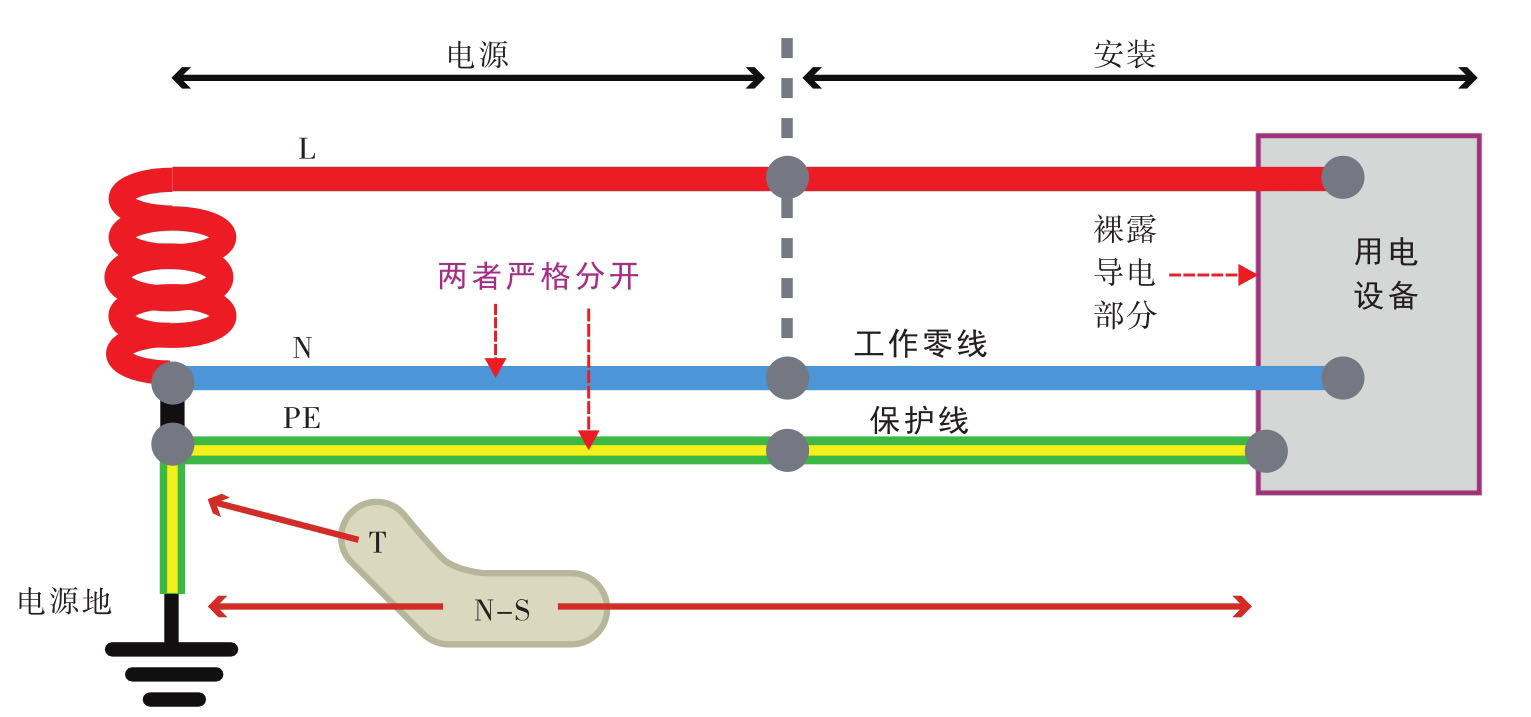 电源
安装
L
裸露
导电
部分
用电
设备
两者严格分开
N
工作零线
PE
保护线
T
电源地
N-S